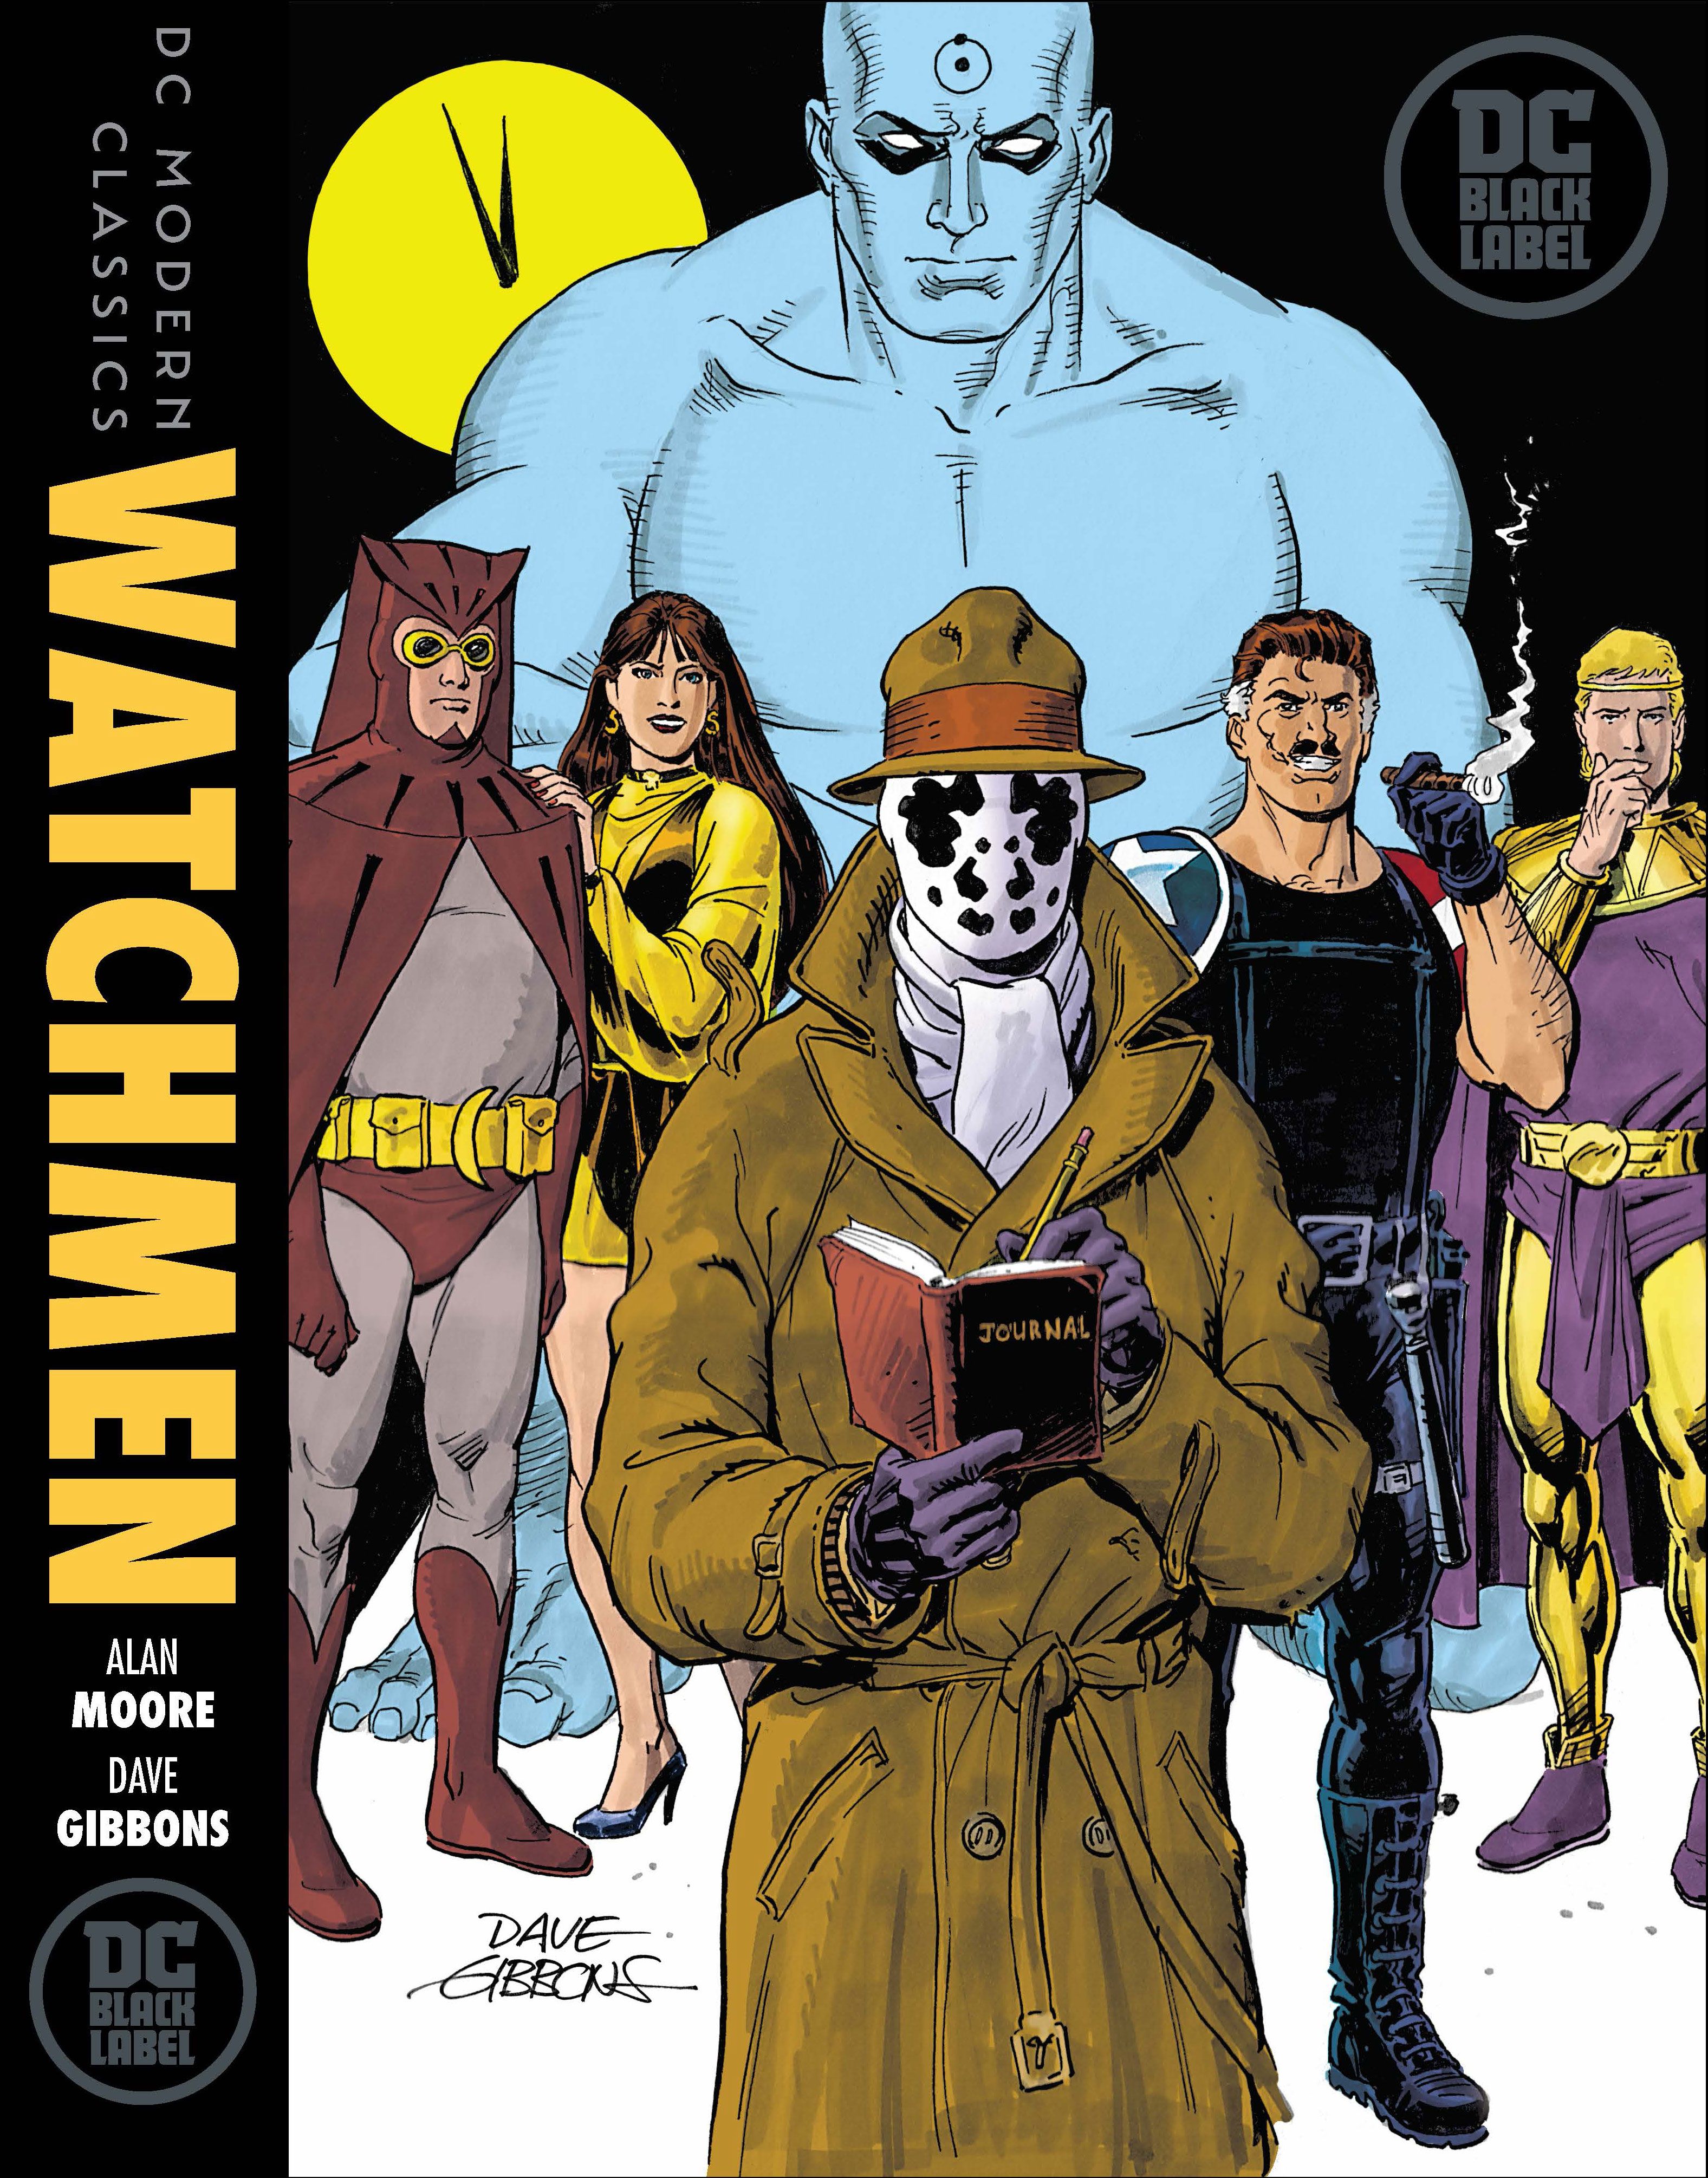 DC MODERN
CLASSICS
WATCHMEN
ALAN
MOORE
DAVE
GIBBONS
DC
BLACK
LABEL
DC
BLACK
LABEL
JOURNAL
DAVE
GIBBONS